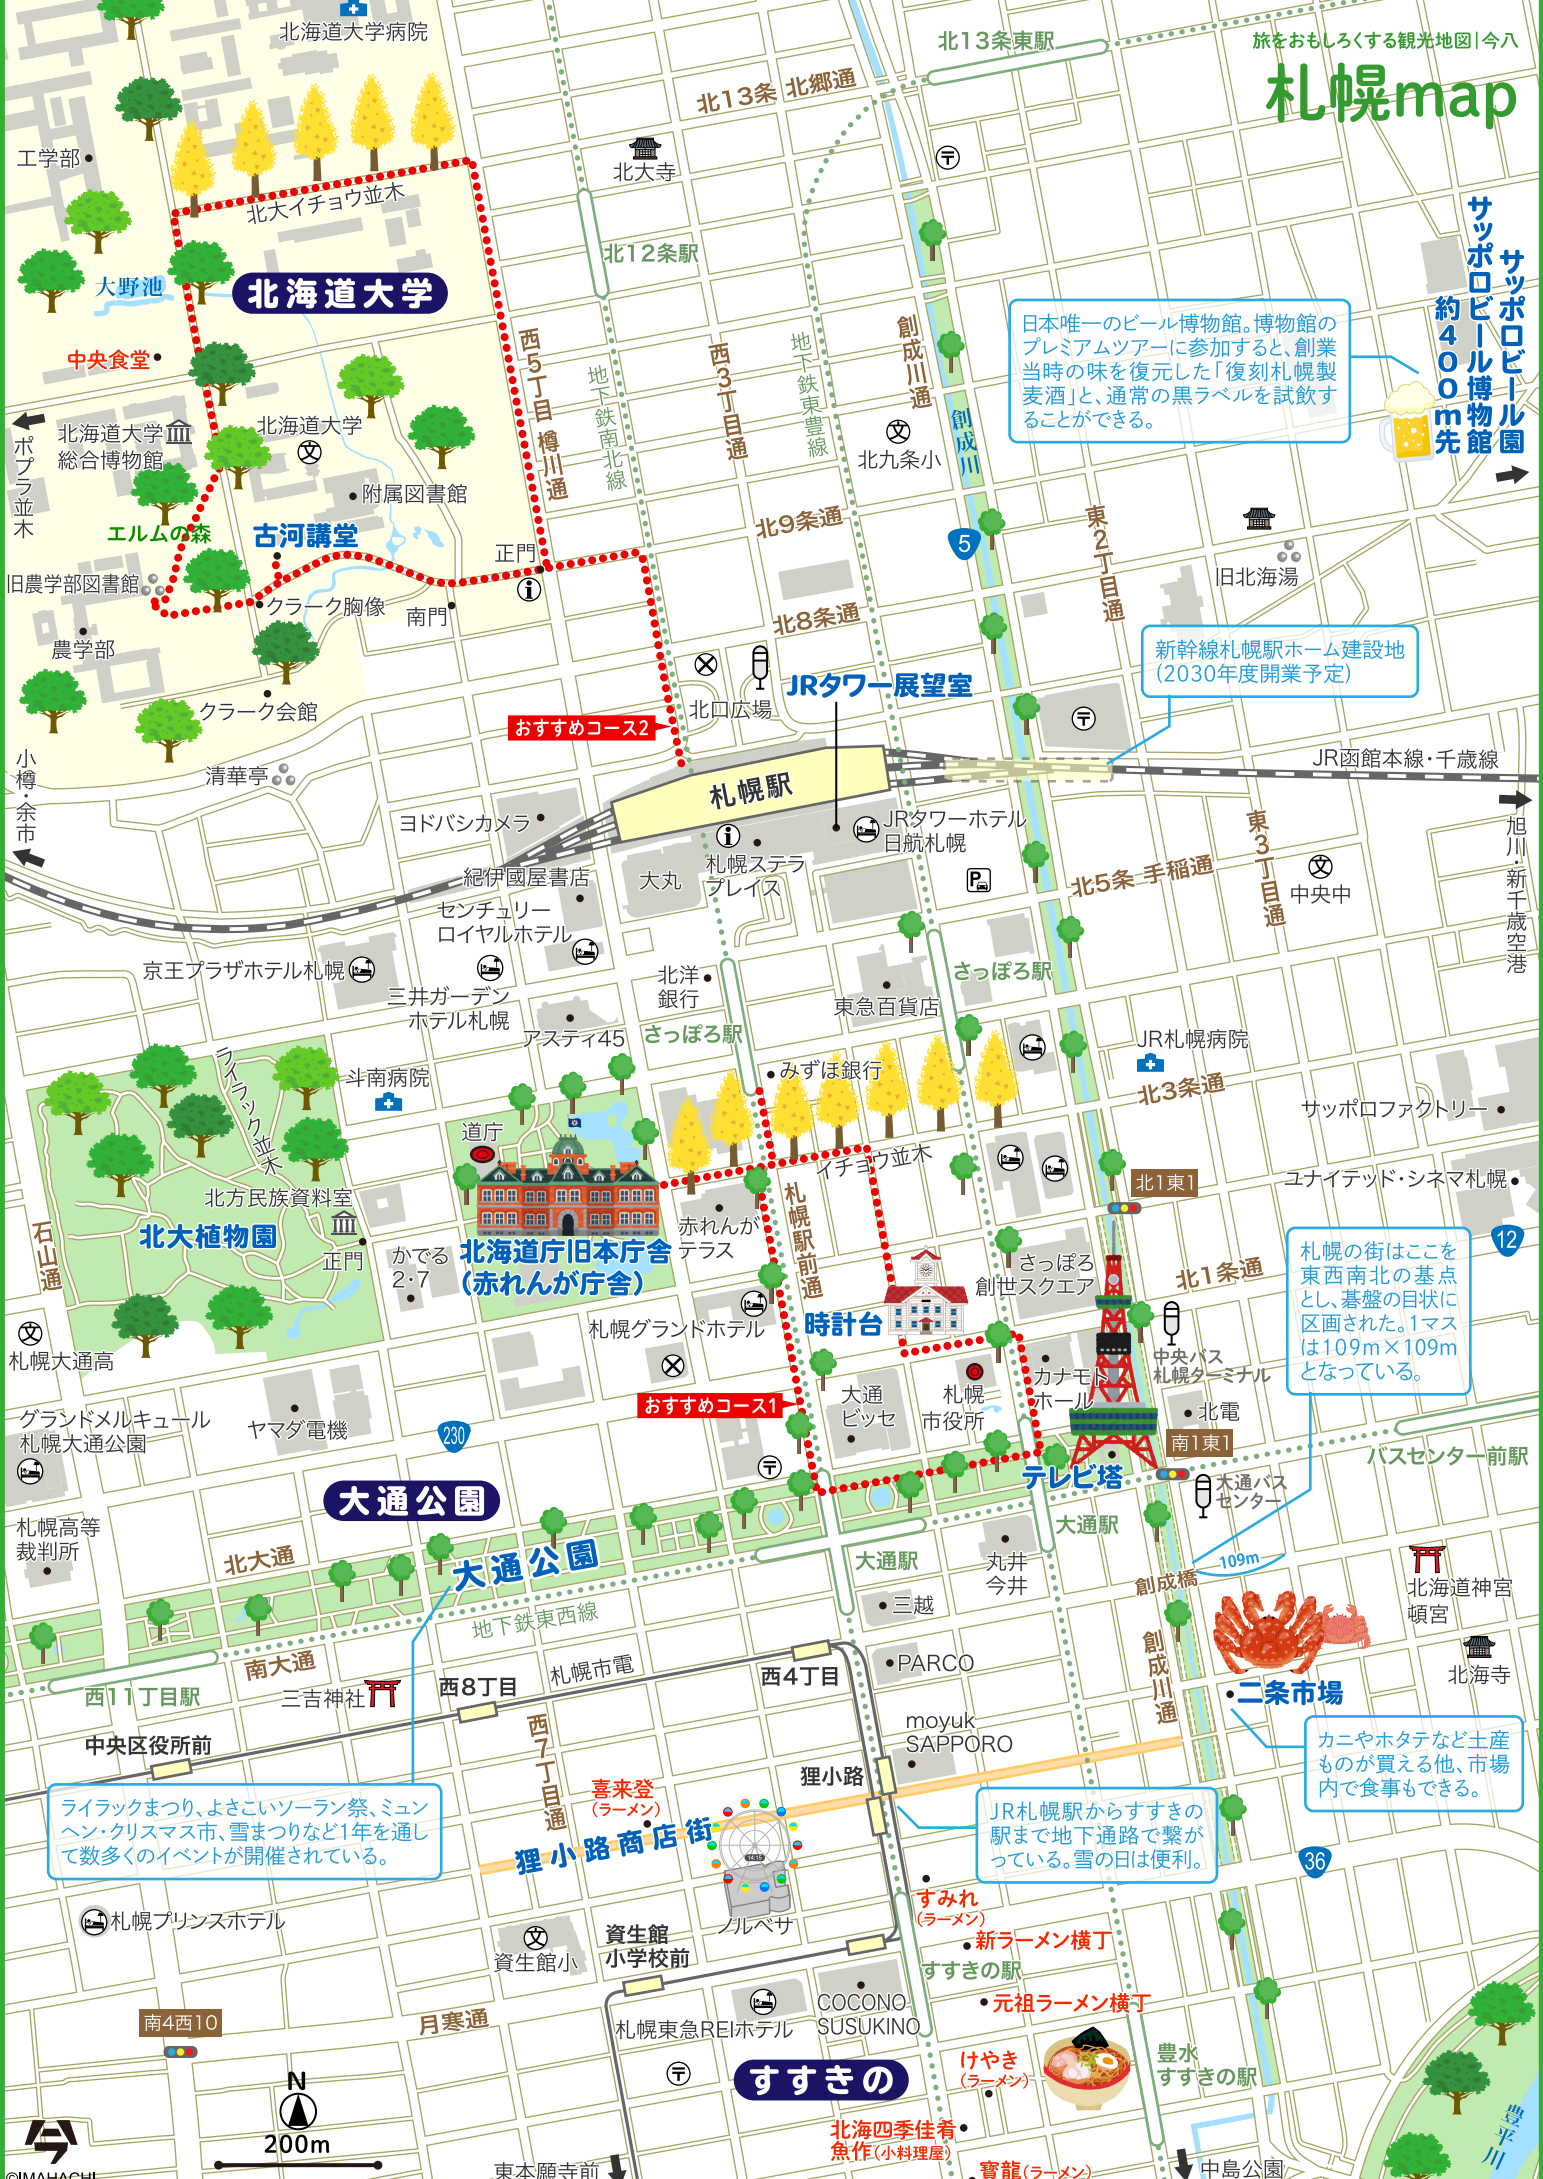 旅をおもしろくする観光地図|今八
札幌map
北海道大学病院
北13条東駅
北13条 北郷通
工学部
北大イチョウ並木
北大寺
北12条駅
大野池
北海道大学
中央食堂
ポプラ並木
北海道大学
総合博物館
北海道大学
附属図書館
エルムの森
古河講堂
正門
旧農学部図書館
クラーク胸像
南門
農学部
クラーク会館
清華亭
小樽・余市
西5丁目 樽川通
地下鉄南北線
西3丁目通
地下鉄東豊線
創成川通
創成川
北九条小
日本唯一のビール博物館。博物館の
プレミアムツアーに参加すると、創業
当時の味を復元した「復刻札幌製
麦酒」と、通常の黒ラベルを試飲す
ることができる。
サッポロビール園
サッポロビール博物館
約400m先
北9条通
5
東2丁目通
旧北海湯
北8条通
北口広場
JRタワー展望室
おすすめコース2
新幹線札幌駅ホーム建設地
(2030年度開業予定)
JR函館本線・千歳線
旭川・新千歳空港
札幌駅
ヨドバシカメラ
紀伊國屋書店
大丸
札幌ステラ
プレイス
JRタワーホテル
日航札幌
P
北5条 手稲通
東3丁目通
中央中
センチュリー
ロイヤルホテル
京王プラザホテル札幌
三井ガーデン
ホテル札幌
アスティ45
北洋
銀行
さっぽろ駅
東急百貨店
さっぽろ駅
みずほ銀行
JR札幌病院
北3条通
サッポロファクトリー
ユナイテッド・シネマ札幌
ライラック並木
斗南病院
道庁
北方民族資料室
北大植物園
正門
石山通
かでる
2・7
北海道庁旧本庁舎
(赤れんが庁舎)
赤れんが
テラス
イチョウ並木
札幌駅前通
北1東1
12
さっぽろ
創世スクエア
北1条通
札幌の街はここを
東西南北の基点
とし、碁盤の目状に
区画された。1マス
は109m×109m
となっている。
時計台
札幌グランドホテル
札幌大通高
グランドメルキュール
札幌大通公園
ヤマダ電機
230
おすすめコース1
大通
ビッセ
札幌
市役所
カナモト
ホール
中央バス
札幌ターミナル
北電
南1東1
テレビ塔
大通バス
センター
バスセンター前駅
大通公園
札幌高等
裁判所
北大通
大通公園
大通駅
大通駅
丸井
今井
109m
創成橋
北海道神宮
頓宮
三越
地下鉄東西線
南大通
西11丁目駅
三吉神社
西8丁目
札幌市電
西4丁目
PARCO
創成川通
二条市場
北海寺
中央区役所前
西7丁目通
moyuk
SAPPORO
狸小路
カニやホタテなど土産
ものが買える他、市場
内で食事もできる。
ライラックまつり、よさこいソーラン祭、ミュン
ヘン・クリスマス市、雪まつりなど1年を通し
て数多くのイベントが開催されている。
喜来登
(ラーメン)
狸小路商店街
14:15
ノルベサ
JR札幌駅からすすきの
駅まで地下通路で繋が
っている。雪の日は便利。
36
すみれ
(ラーメン)
新ラーメン横丁
すすきの駅
札幌プリンスホテル
資生館小
資生館
小学校前
元祖ラーメン横丁
COCONO
SUSUKINO
南4西10
月寒通
札幌東急REIホテル
すすきの
けやき
(ラーメン)
豊水
すすきの駅
北海四季佳肴
魚作(小料理屋)
豊平川
N
200m
©IMAHACHI
東本願寺前
寳龍(ラーメン)
中島公園